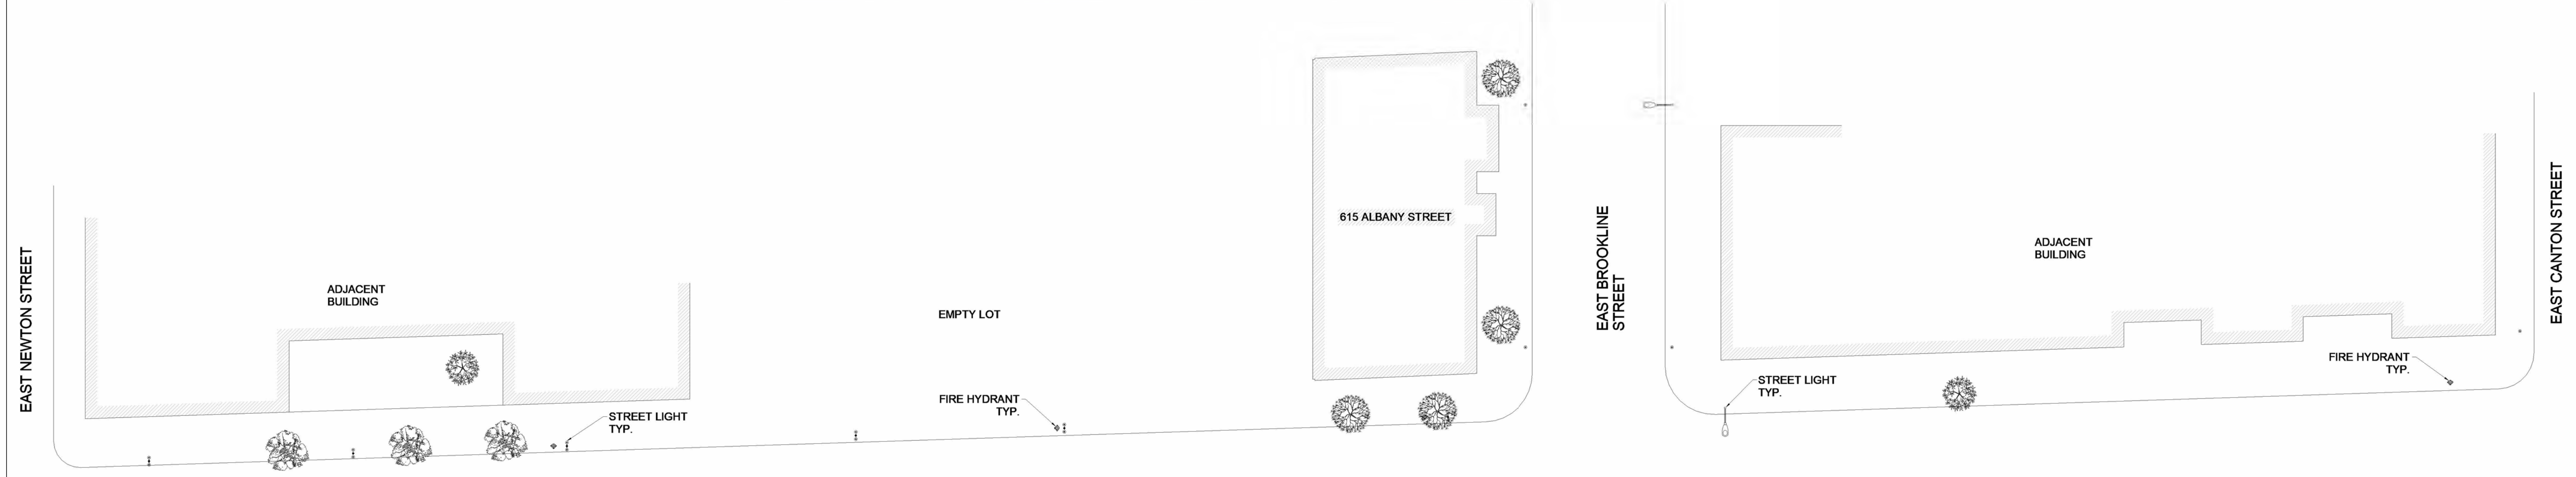 EAST NEWTON STREET
ADJACENT
BUILDING
STREET LIGHT
TYP.
EMPTY LOT
FIRE HYDRANT
TYP.
615 ALBANY STREET
EAST BROOKLINE
STREET
STREET LIGHT
TYP.
ADJACENT
BUILDING
FIRE HYDRANT
TYP.
EAST CANTON STREET